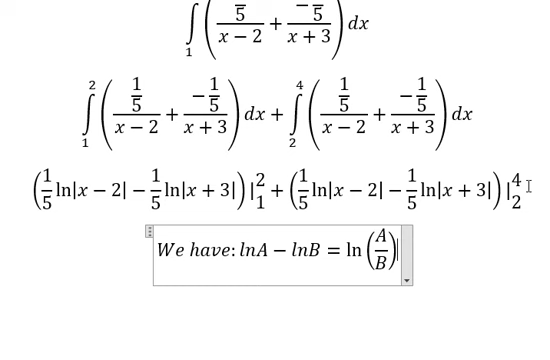 ∫₁ ( (1/5)/(x − 2) + (−1/5)/(x + 3) ) dx
∫₁² ( (1/5)/(x − 2) + (−1/5)/(x + 3) ) dx + ∫₂⁴ ( (1/5)/(x − 2) + (−1/5)/(x + 3) ) dx
(1/5 ln|x − 2| − 1/5 ln|x + 3|) |₁² + (1/5 ln|x − 2| − 1/5 ln|x + 3|) |₂⁴
We have: lnA − lnB = ln (A/B)